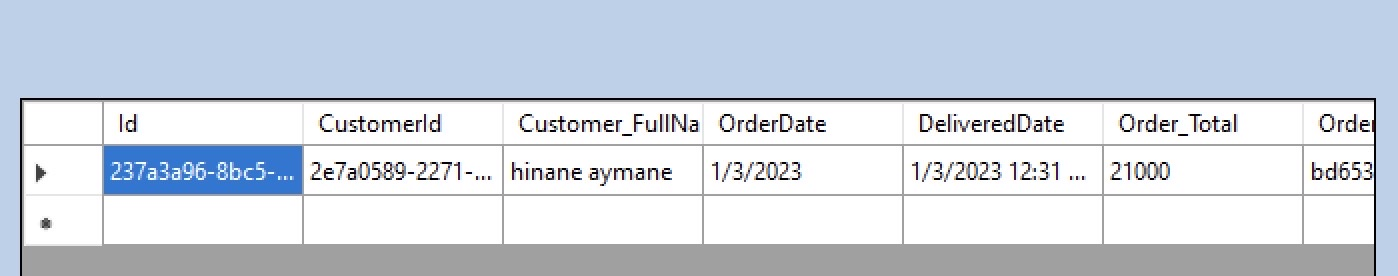 Id CustomerId Customer_FullNa OrderDate DeliveredDate Order_Total Order
237a3a96-8bc5-... 2e7a0589-2271-... hinane aymane 1/3/2023 1/3/2023 12:31 ... 21000 bd653